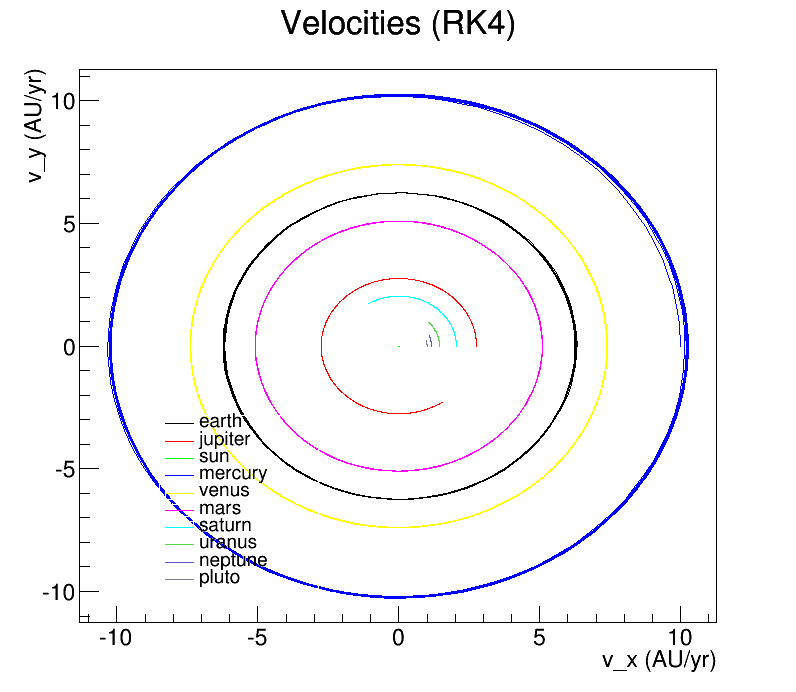 Velocities (RK4)
v_y (AU/yr)
10
5
0
-5
-10
earth
jupiter
sun
mercury
venus
mars
saturn
uranus
neptune
pluto
-10 -5 0 5 10
v_x (AU/yr)